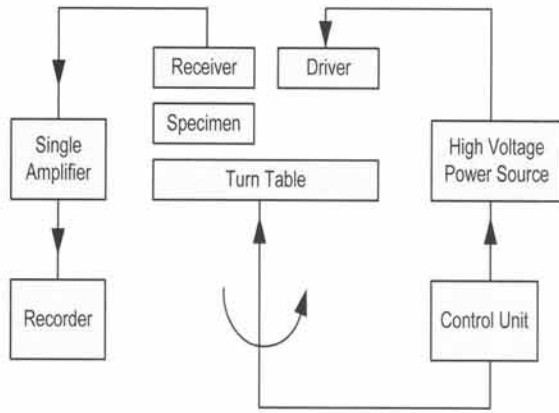 Receiver
Driver
Specimen
Single
Amplifier
High Voltage
Power Source
Turn Table
Recorder
Control Unit